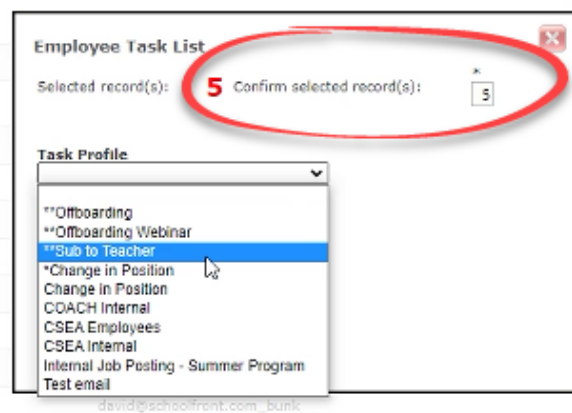 Employee Task List
Selected record(s): 5 Confirm selected record(s): *
5
Task Profile
**Offboarding
**Offboarding Webinar
**Sub to Teacher
*Change in Position
Change in Position
COACH Internal
CSEA Employees
CSEA Internal
Internal Job Posting - Summer Program
Test email
david@schoolfront.com_bunk